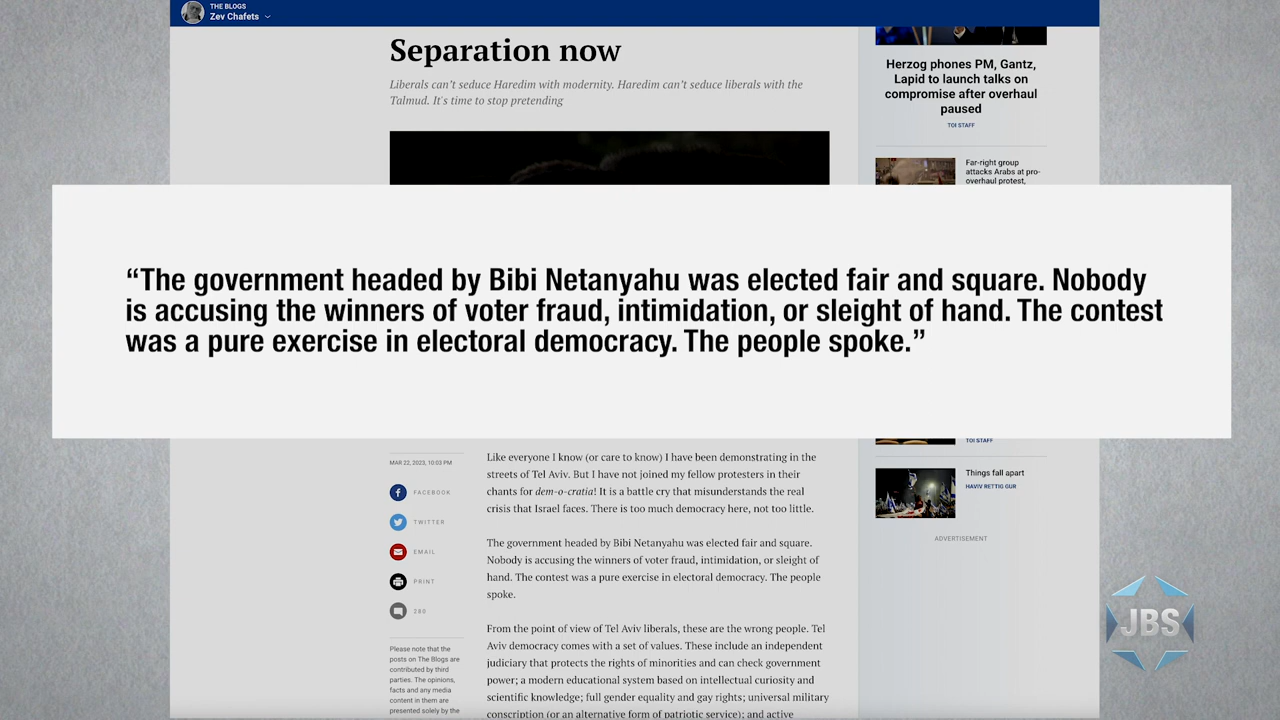 THE BLOGS
Zev Chafets
Separation now
Liberals can't seduce Haredim with modernity. Haredim can't seduce liberals with the
Talmud. It's time to stop pretending
Herzog phones PM, Gantz,
Lapid to launch talks on
compromise after overhaul
paused
TOI STAFF
Far-right group
attacks Arabs at pro-
overhaul protest,
“The government headed by Bibi Netanyahu was elected fair and square. Nobody
is accusing the winners of voter fraud, intimidation, or sleight of hand. The contest
was a pure exercise in electoral democracy. The people spoke.”
TOI STAFF
Things fall apart
HAVIV RETTIG GUR
ADVERTISEMENT
MAR 22, 2023, 10:03 PM
FACEBOOK
TWITTER
EMAIL
PRINT
280
Please note that the
posts on The Blogs are
contributed by third
parties. The opinions,
facts and any media
content in them are
presented solely by the
Like everyone I know (or care to know) I have been demonstrating in the
streets of Tel Aviv. But I have not joined my fellow protesters in their
chants for dem-o-cratia! It is a battle cry that misunderstands the real
crisis that Israel faces. There is too much democracy here, not too little.
The government headed by Bibi Netanyahu was elected fair and square.
Nobody is accusing the winners of voter fraud, intimidation, or sleight of
hand. The contest was a pure exercise in electoral democracy. The people
spoke.
From the point of view of Tel Aviv liberals, these are the wrong people. Tel
Aviv democracy comes with a set of values. These include an independent
judiciary that protects the rights of minorities and can check government
power; a modern educational system based on intellectual curiosity and
scientific knowledge; full gender equality and gay rights; universal military
conscription (or an alternative form of patriotic service); and active
JBS